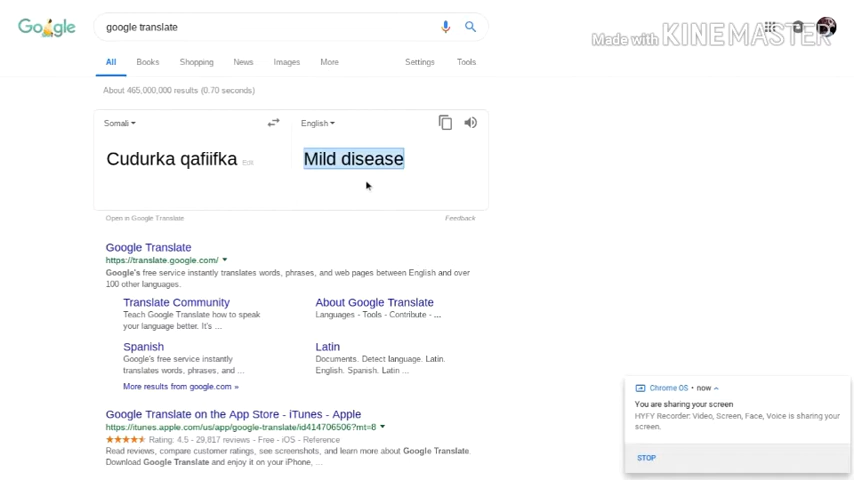 Google
google translate
Made with KINEMASTER
All Books Shopping News Images More Settings Tools
About 465,000,000 results (0.70 seconds)
Somali English
Cudurka qafiifka Edit Mild disease
Open in Google Translate Feedback
Google Translate
https://translate.google.com/
Google's free service instantly translates words, phrases, and web pages between English and over
100 other languages.
Translate Community
Teach Google Translate how to speak
your language better. It's ...
About Google Translate
Languages - Tools - Contribute - ...
Spanish
Google's free service instantly
translates words, phrases, and ...
Latin
Documents. Detect language. Latin.
English. Spanish. Latin ...
More results from google.com »
Google Translate on the App Store - iTunes - Apple
https://itunes.apple.com/us/app/google-translate/id414706506?mt=8
Rating: 4.5 - 29,817 reviews - Free - iOS - Reference
Read reviews, compare customer ratings, see screenshots, and learn more about Google Translate.
Download Google Translate and enjoy it on your iPhone, ...
Chrome OS • now
You are sharing your screen
HYFY Recorder: Video, Screen, Face, Voice is sharing your
screen.
STOP